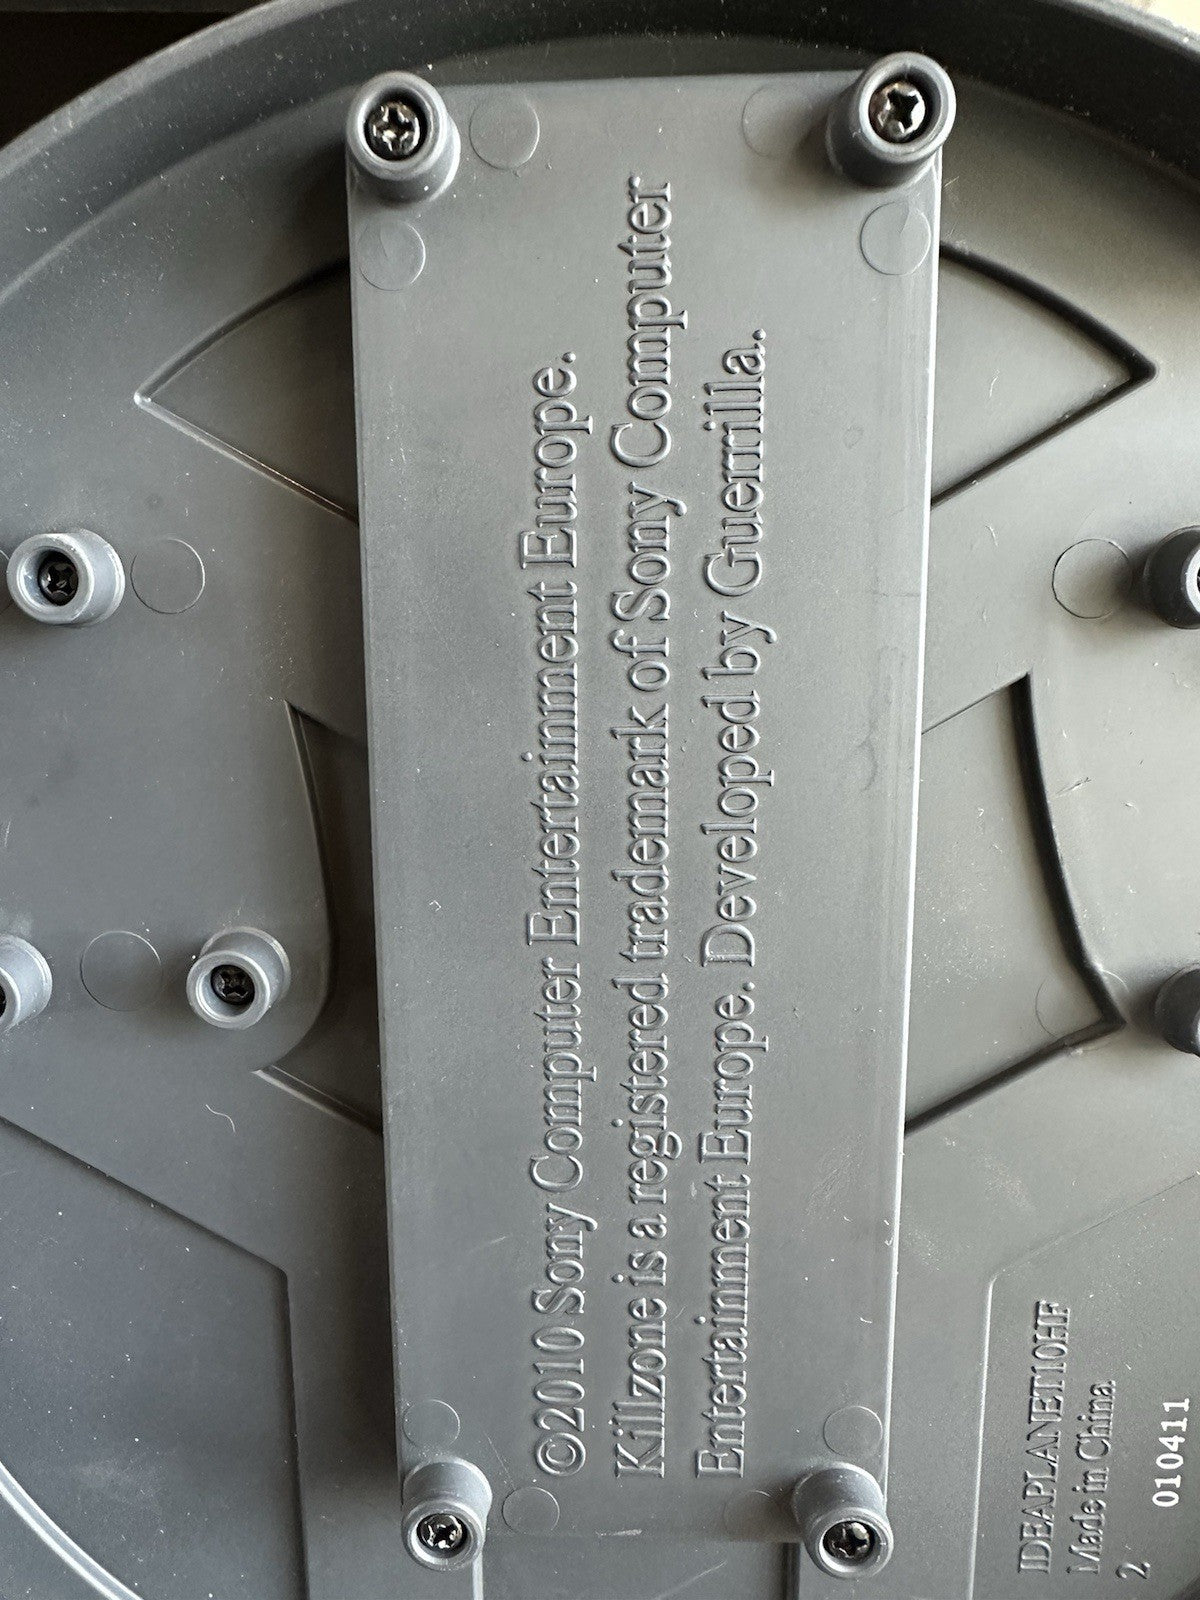 ©2010 Sony Computer Entertainment Europe.
Killzone is a registered trademark of Sony Computer
Entertainment Europe. Developed by Guerrilla.
IDEAPLANET10HF
Made in China
2
010411